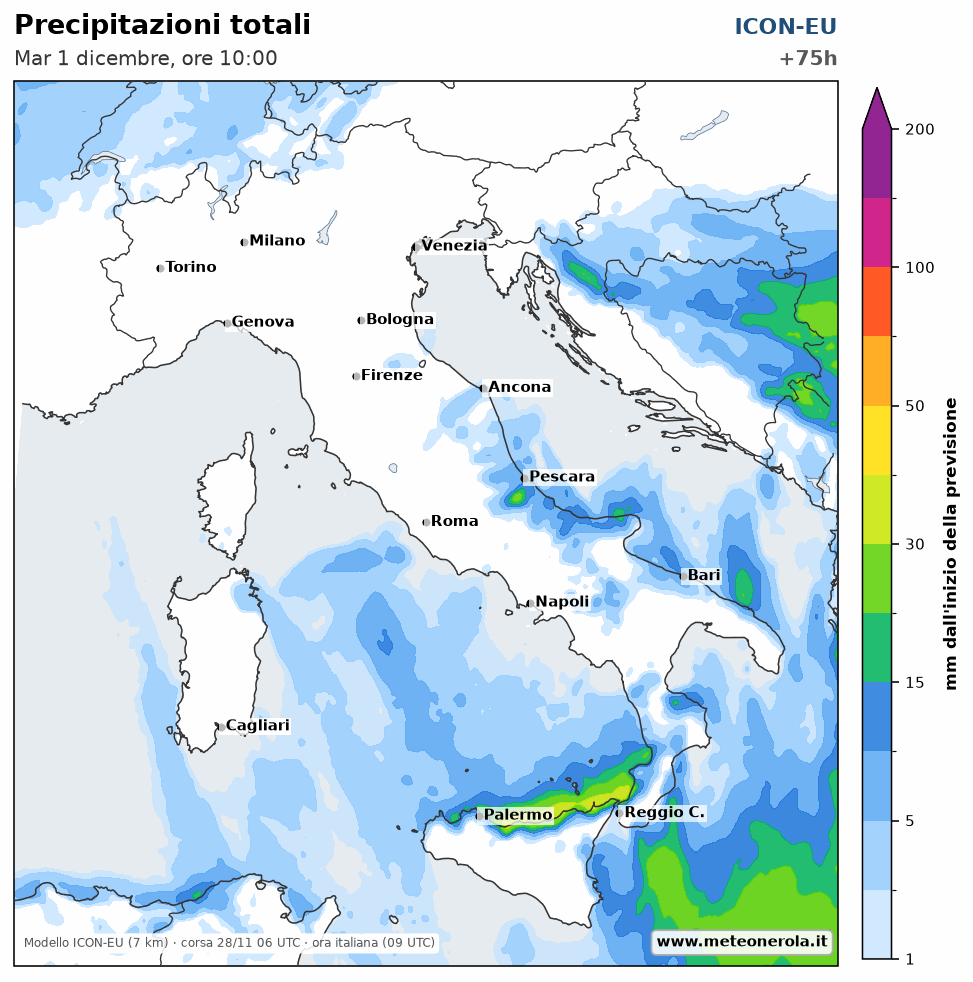 Precipitazioni totali
ICON-EU
Mar 1 dicembre, ore 10:00
+75h
200
100
50
30
15
5
1
mm dall'inizio della previsione
Milano
Venezia
Torino
Genova
Bologna
Firenze
Ancona
Pescara
Roma
Bari
Napoli
Cagliari
Palermo
Reggio C.
Modello ICON-EU (7 km) · corsa 28/11 06 UTC · ora italiana (09 UTC)
www.meteonerola.it